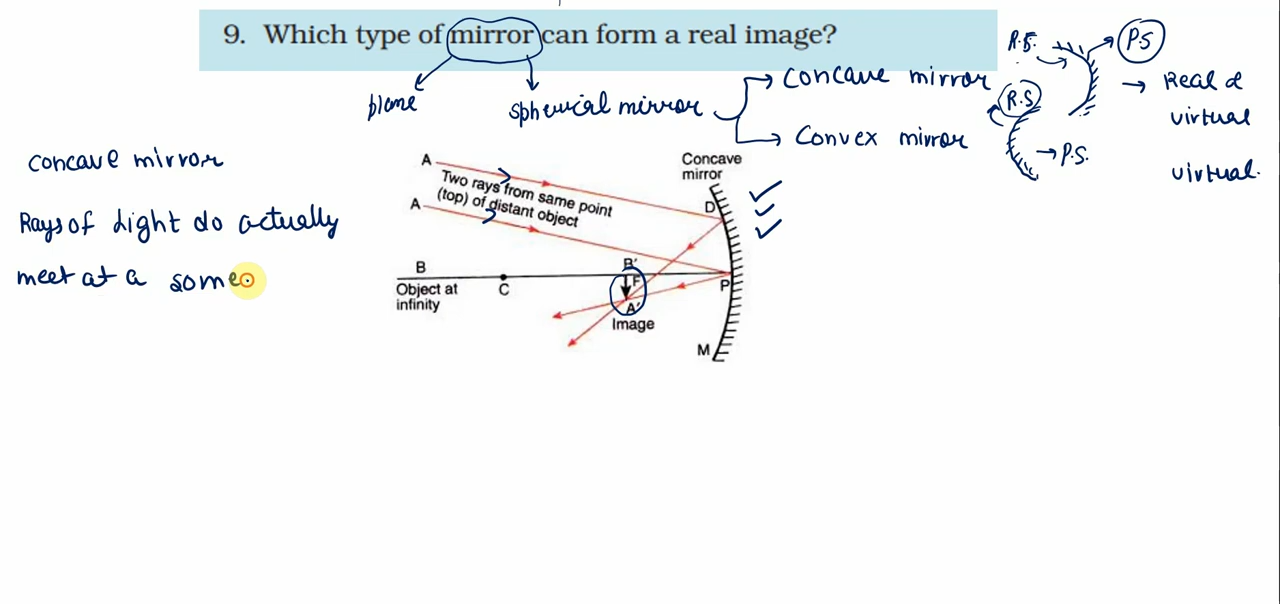 9. Which type of mirror can form a real image?
plane
spherical mirror
concave mirror
Convex mirror
R.S.
P.S
Real &
virtual
R.S
P.S.
virtual.
concave mirror
Rays of Light do actually
meet at a some
A
A
Two rays from same point
(top) of distant object
Concave
mirror
D
B
Object at
infinity
C
B'
F
A'
Image
P
M